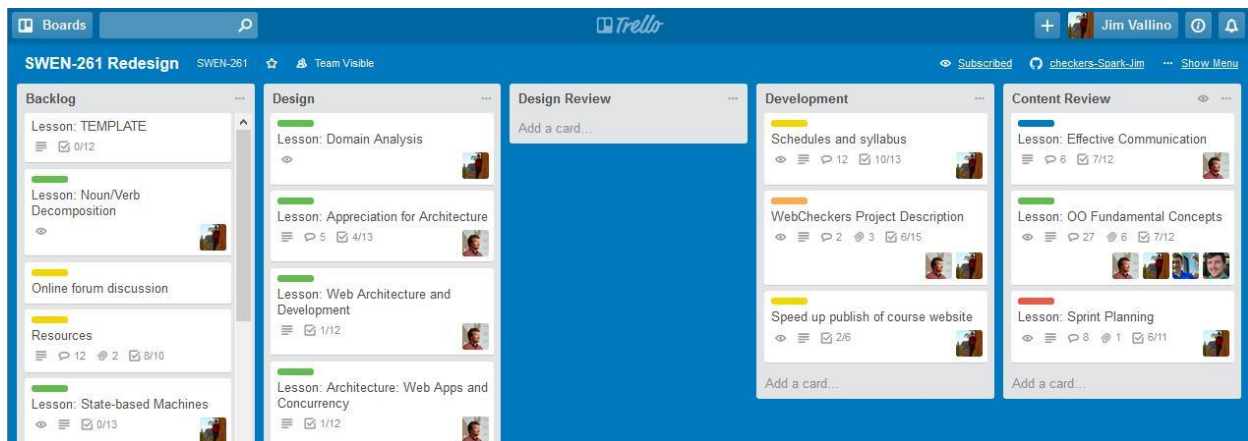 Boards
Trello
+
Jim Vallino
SWEN-261 Redesign SWEN-261 Team Visible
Subscribed checkers-Spark-Jim ... Show Menu
Backlog ...
Lesson: TEMPLATE
0/12
Lesson: Noun/Verb
Decomposition
Online forum discussion
Resources
12 2 8/10
Lesson: State-based Machines
0/13
Design ...
Lesson: Domain Analysis
Lesson: Appreciation for Architecture
5 4/13
Lesson: Web Architecture and
Development
1/12
Lesson: Architecture: Web Apps and
Concurrency
1/12
Design Review ...
Add a card...
Development ...
Schedules and syllabus
12 10/13
WebCheckers Project Description
2 3 6/15
Speed up publish of course website
2/6
Add a card...
Content Review ...
Lesson: Effective Communication
6 7/12
Lesson: OO Fundamental Concepts
27 6 7/12
Lesson: Sprint Planning
8 1 6/11
Add a card...